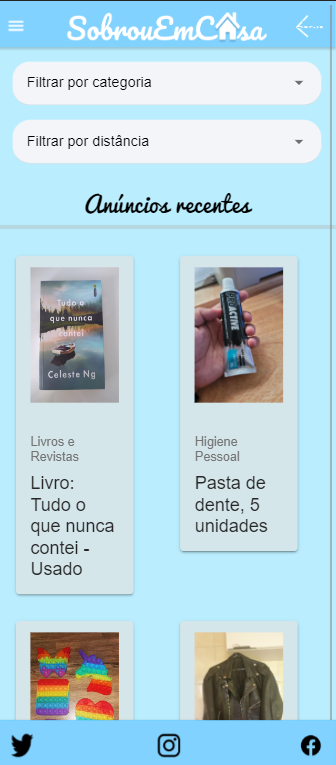 SobrouEmCasa
Filtrar por categoria
Filtrar por distância
Anúncios recentes
Tudo o
que nunca
contei
Celeste Ng
ACTIVE
Livros e
Revistas
Livro:
Tudo o
que nunca
contei -
Usado
Higiene
Pessoal
Pasta de
dente, 5
unidades